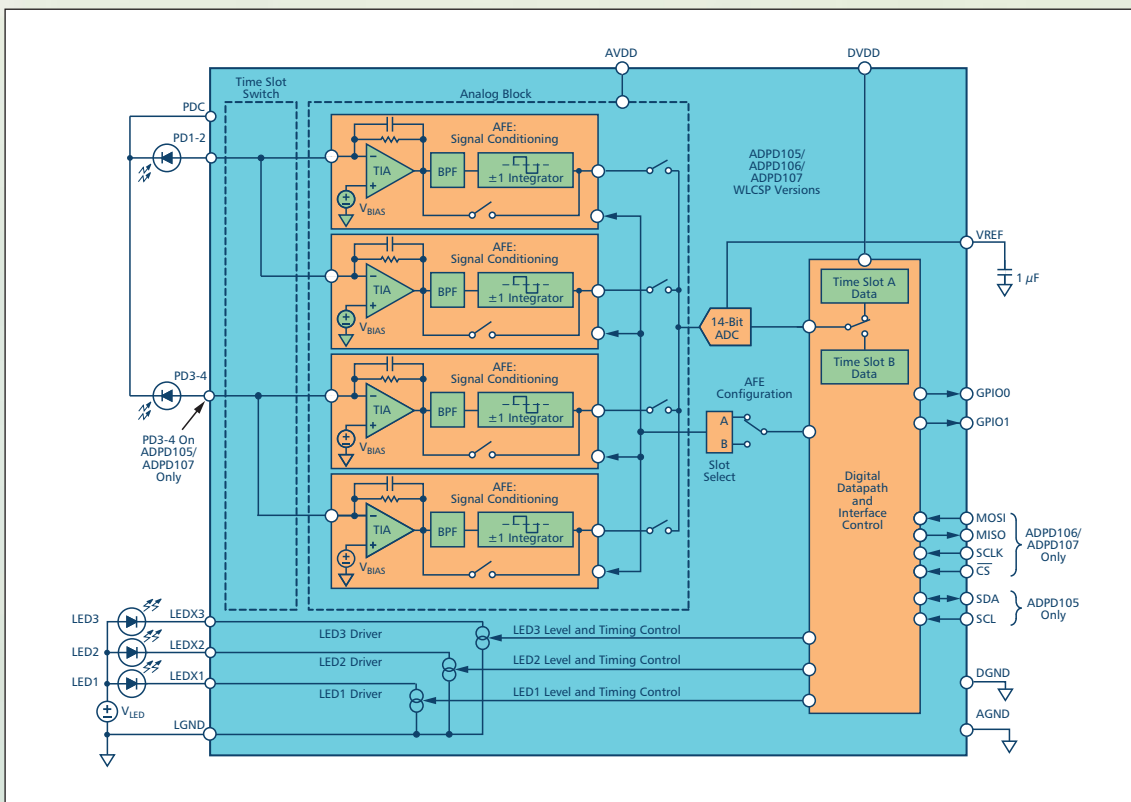 AVDD
DVDD
Time Slot
Switch
Analog Block
PDC
PD1-2
AFE:
Signal Conditioning
−
TIA
+
BPF
±1 Integrator
VBIAS
ADPD105/
ADPD106/
ADPD107
WLCSP Versions
AFE:
Signal Conditioning
−
TIA
+
BPF
±1 Integrator
VBIAS
VREF
1 µF
Time Slot A
Data
14-Bit
ADC
Time Slot B
Data
PD3-4
AFE:
Signal Conditioning
−
TIA
+
BPF
±1 Integrator
VBIAS
PD3-4 On
ADPD105/
ADPD107
Only
AFE
Configuration
A
B
Slot
Select
GPIO0
GPIO1
AFE:
Signal Conditioning
−
TIA
+
BPF
±1 Integrator
VBIAS
Digital
Datapath
and
Interface
Control
MOSI
MISO
SCLK
CS
ADPD106/
ADPD107
Only
SDA
SCL
ADPD105
Only
LED3
LEDX3
LED3 Driver
LED3 Level and Timing Control
LED2
LEDX2
LED2 Driver
LED2 Level and Timing Control
LED1
LEDX1
LED1 Driver
LED1 Level and Timing Control
VLED
LGND
DGND
AGND